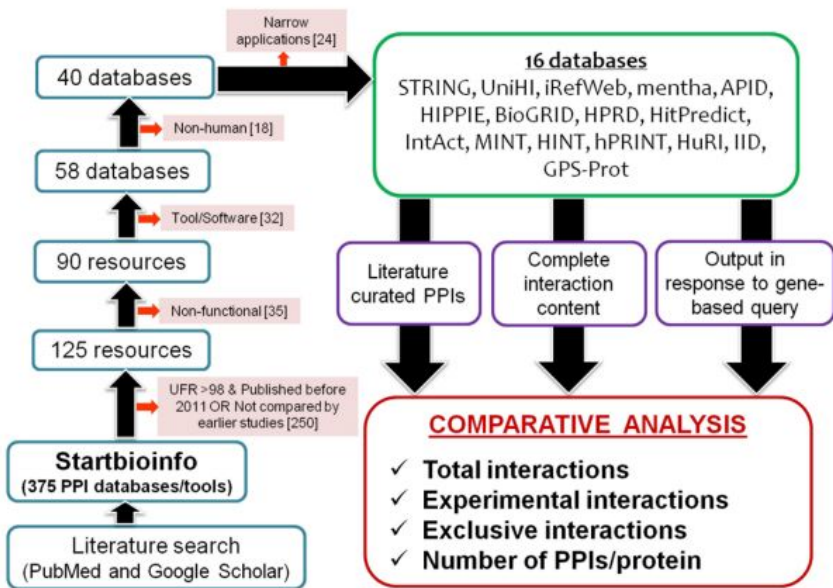 Narrow
applications [24]
40 databases
Non-human [18]
58 databases
Tool/Software [32]
90 resources
Non-functional [35]
125 resources
UFR >98 & Published before
2011 OR Not compared by
earlier studies [250]
Startbioinfo
(375 PPI databases/tools)
Literature search
(PubMed and Google Scholar)
16 databases
STRING, UniHI, iRefWeb, mentha, APID,
HIPPIE, BioGRID, HPRD, HitPredict,
IntAct, MINT, HINT, hPRINT, HuRI, IID,
GPS-Prot
Literature
curated PPIs
Complete
interaction
content
Output in
response to gene-
based query
COMPARATIVE ANALYSIS
✓ Total interactions
✓ Experimental interactions
✓ Exclusive interactions
✓ Number of PPIs/protein